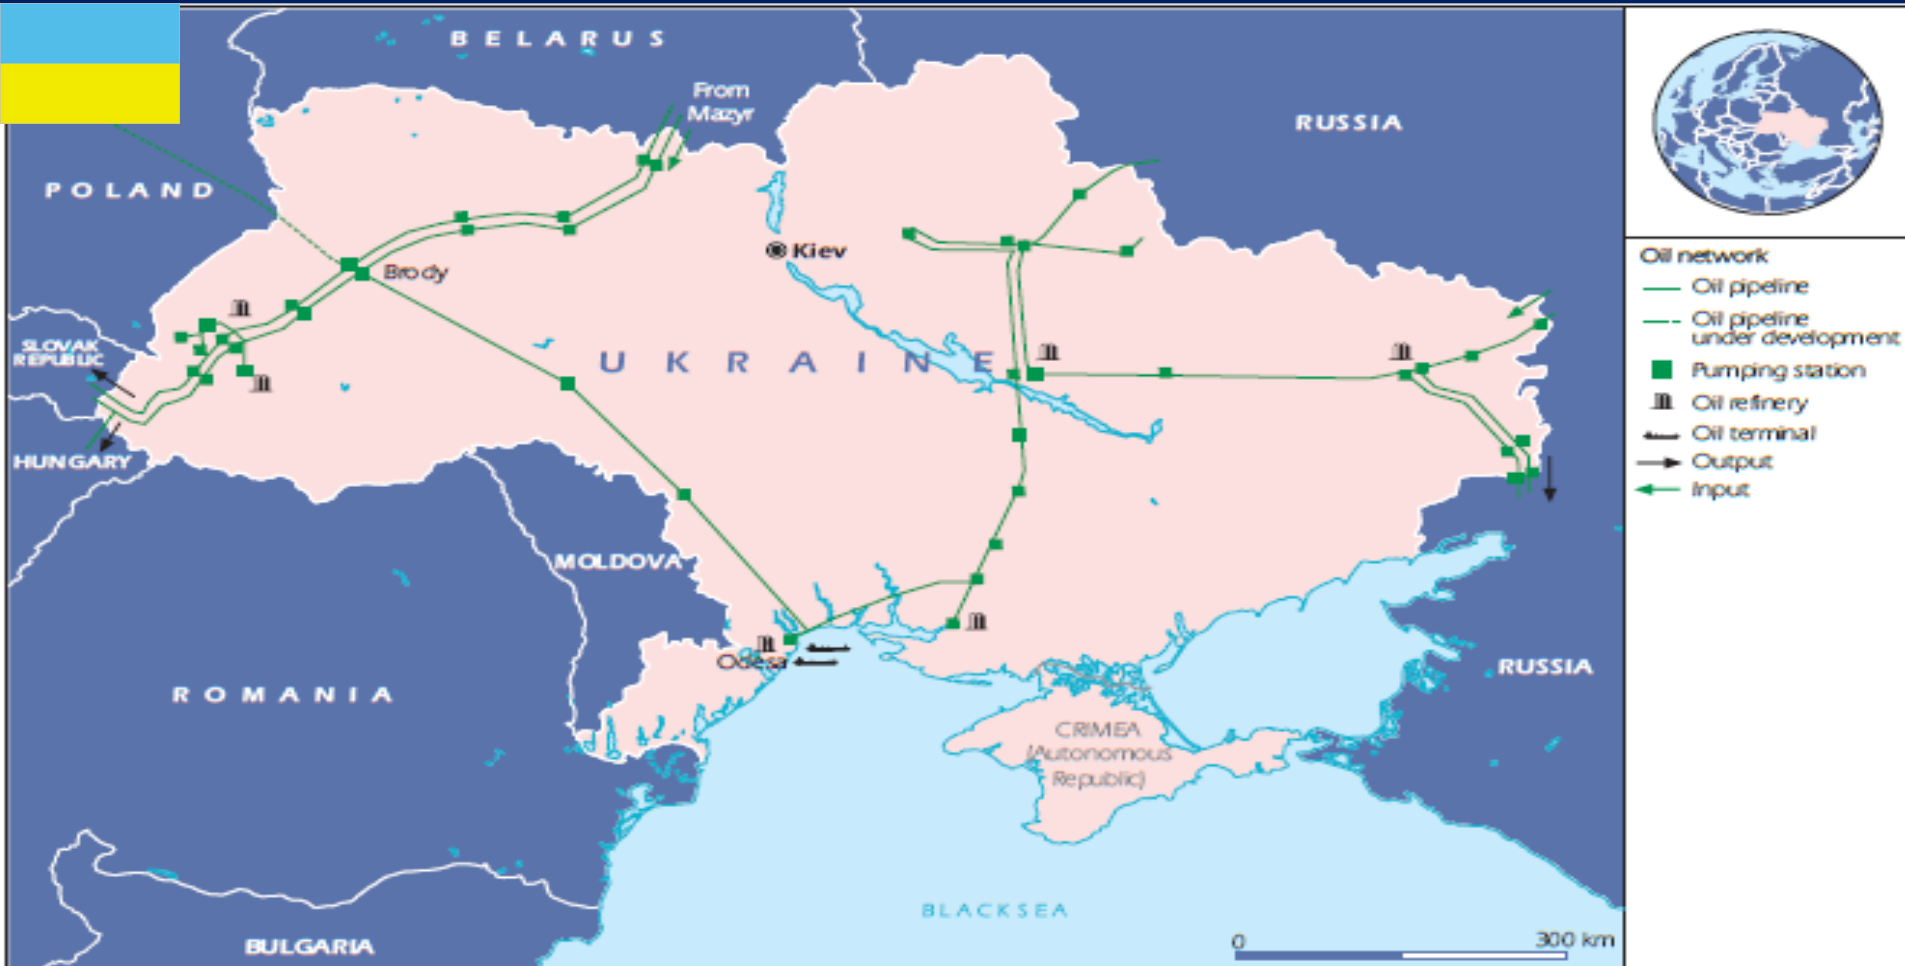 BELARUS
From
Mazyr
RUSSIA
POLAND
Kiev
Brody
SLOVAK
REPUBLIC
UKRAINE
HUNGARY
MOLDOVA
Odesa
ROMANIA
RUSSIA
CRIMEA
(Autonomous
Republic)
BLACK SEA
BULGARIA
0 300 km
Oil network
Oil pipeline
Oil pipeline
under development
Pumping station
Oil refinery
Oil terminal
Output
Input